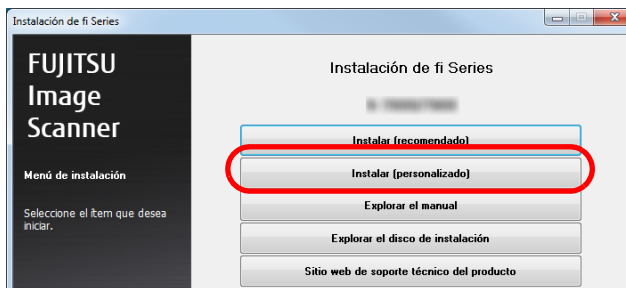 Instalación de fi Series
FUJITSU
Image
Scanner
Menú de instalación
Seleccione el ítem que desea
iniciar.
Instalación de fi Series
Instalar (recomendado)
Instalar (personalizado)
Explorar el manual
Explorar el disco de instalación
Sitio web de soporte técnico del producto